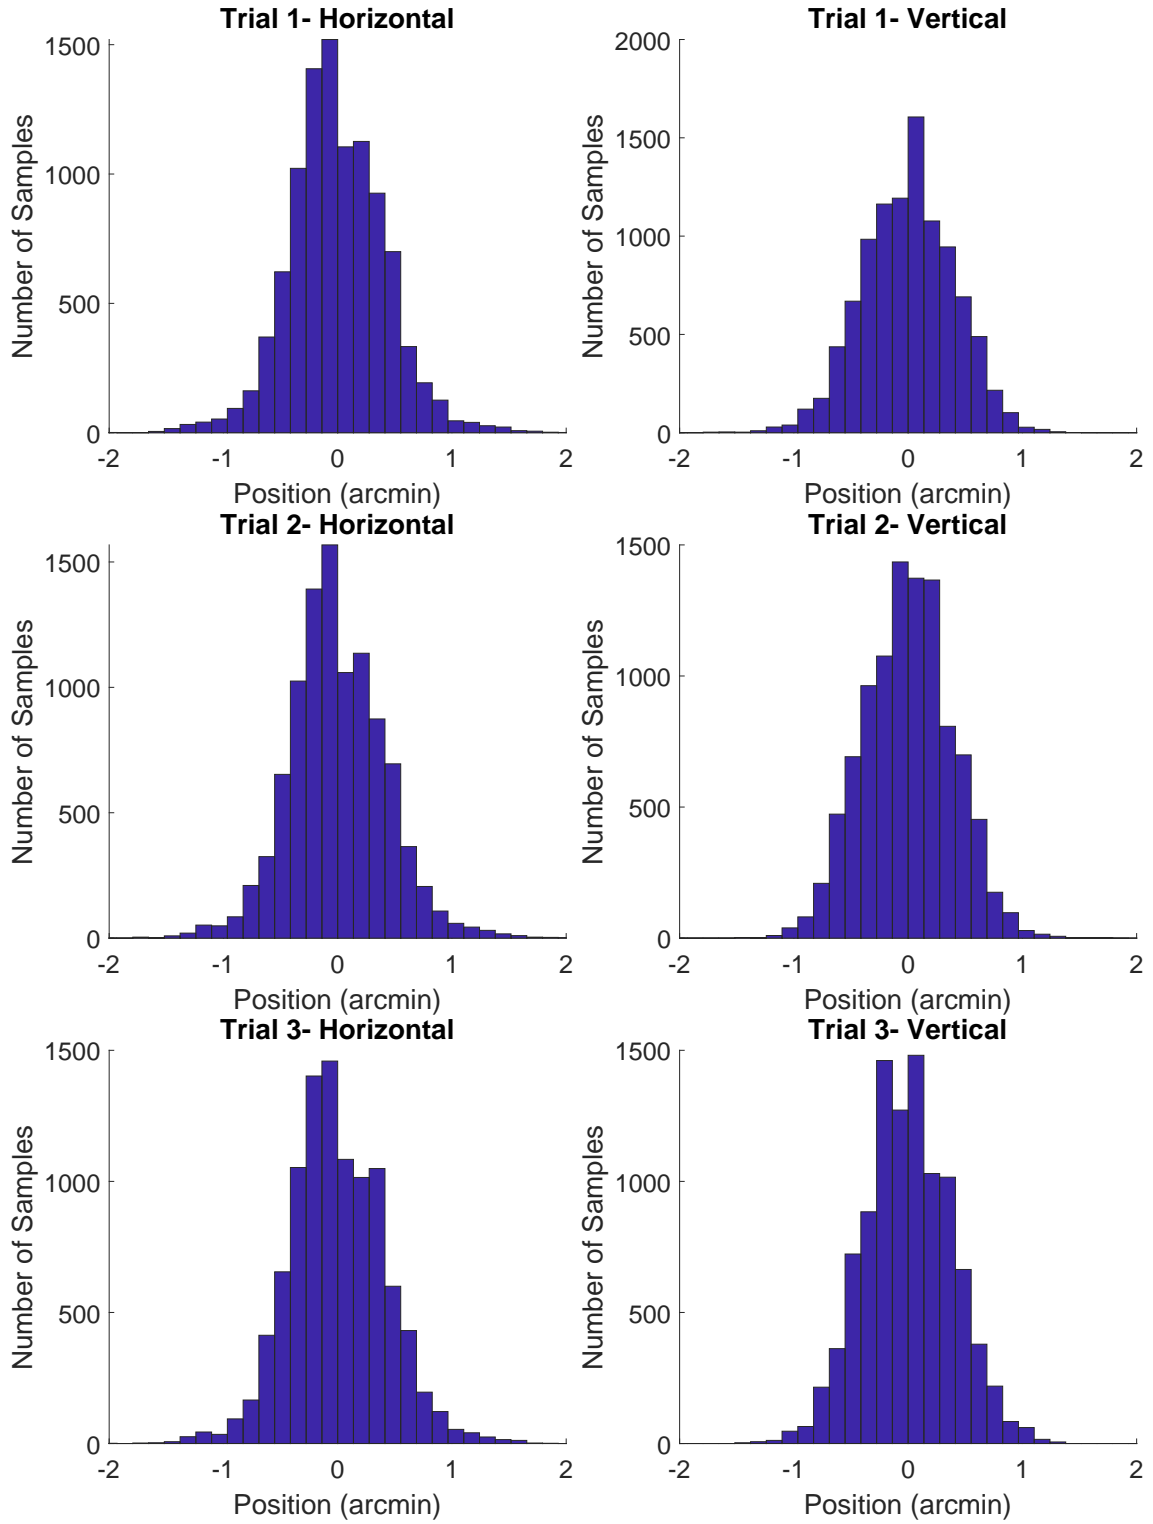 Trial 1- Horizontal
1500
1000
500
0
Number of Samples
-2 -1 0 1 2
Position (arcmin)
Trial 1- Vertical
2000
1500
1000
500
0
Number of Samples
-2 -1 0 1 2
Position (arcmin)
Trial 2- Horizontal
1500
1000
500
0
Number of Samples
-2 -1 0 1 2
Position (arcmin)
Trial 2- Vertical
1500
1000
500
0
Number of Samples
-2 -1 0 1 2
Position (arcmin)
Trial 3- Horizontal
1500
1000
500
0
Number of Samples
-2 -1 0 1 2
Position (arcmin)
Trial 3- Vertical
1500
1000
500
0
Number of Samples
-2 -1 0 1 2
Position (arcmin)